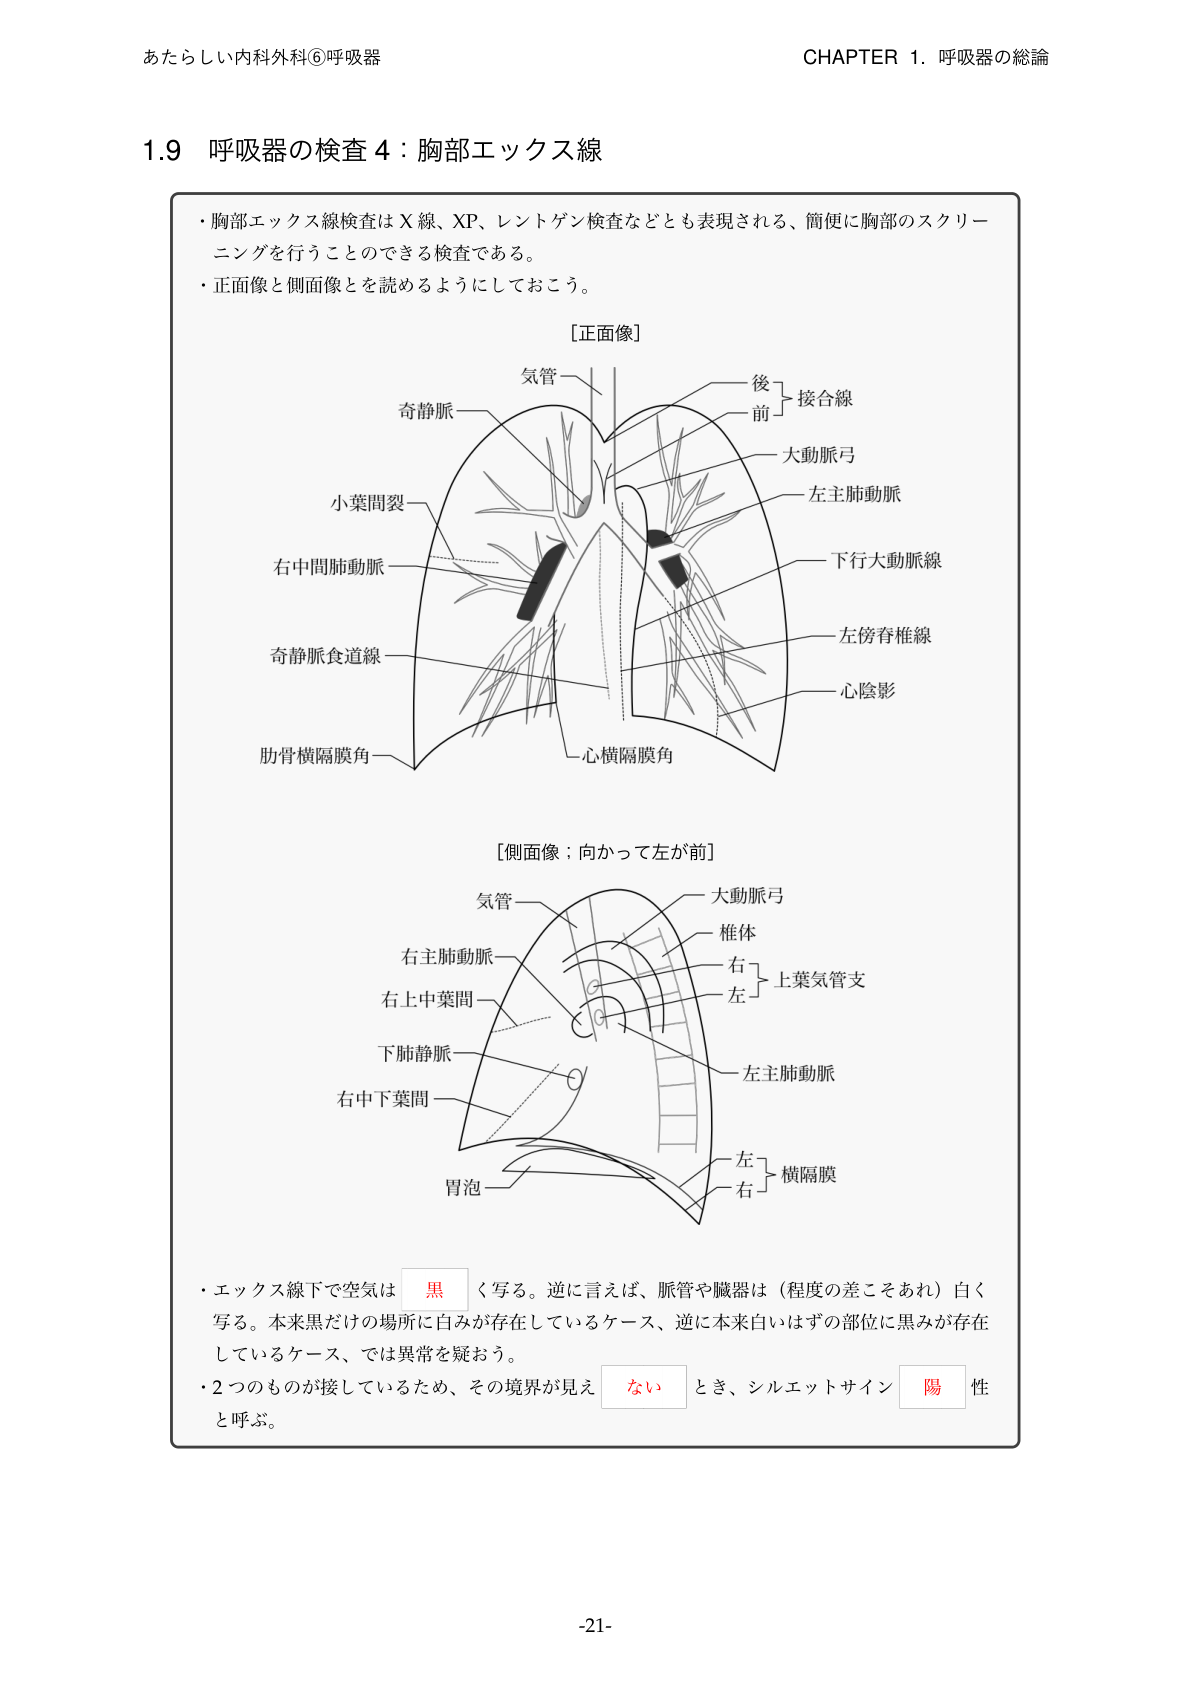 あたらしい内科外科⑥呼吸器
CHAPTER 1. 呼吸器の総論
1.9 呼吸器の検査 4：胸部エックス線
・胸部エックス線検査は X 線、XP、レントゲン検査などとも表現される、簡便に胸部のスクリー
ニングを行うことのできる検査である。
・正面像と側面像とを読めるようにしておこう。
［正面像］
気管
後
前
接合線
奇静脈
大動脈弓
小葉間裂
左主肺動脈
右中間肺動脈
下行大動脈線
奇静脈食道線
左傍脊椎線
心陰影
肋骨横隔膜角
心横隔膜角
［側面像；向かって左が前］
気管
大動脈弓
椎体
右主肺動脈
右
左
上葉気管支
右上中葉間
下肺静脈
左主肺動脈
右中下葉間
胃泡
左
右
横隔膜
・エックス線下で空気は 黒 く写る。逆に言えば、脈管や臓器は（程度の差こそあれ）白く
写る。本来黒だけの場所に白みが存在しているケース、逆に本来白いはずの部位に黒みが存在
しているケース、では異常を疑おう。
・2 つのものが接しているため、その境界が見え ない とき、シルエットサイン 陽 性
と呼ぶ。
-21-